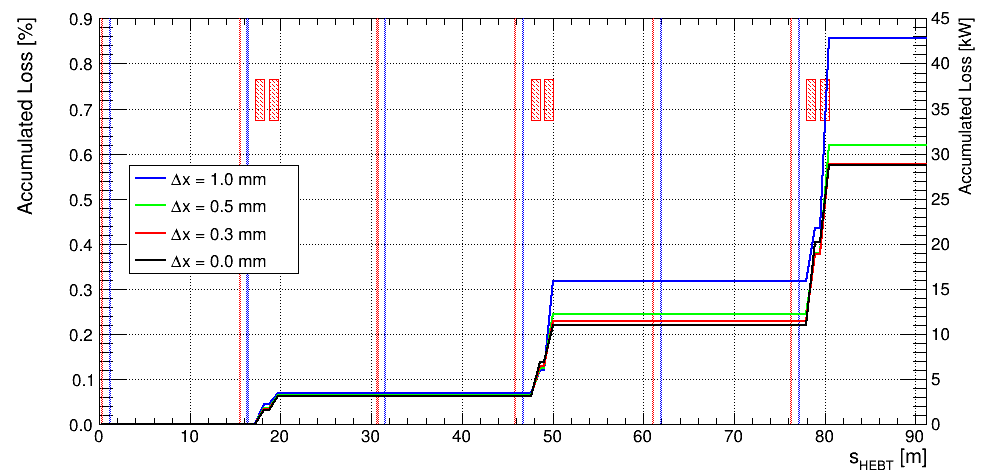 Accumulated Loss [%]
0.9
0.8
0.7
0.6
0.5
0.4
0.3
0.2
0.1
0.0
Δx = 1.0 mm
Δx = 0.5 mm
Δx = 0.3 mm
Δx = 0.0 mm
0 10 20 30 40 50 60 70 80 90
s_HEBT [m]
45
40
35
30
25
20
15
10
5
0
Accumulated Loss [kW]